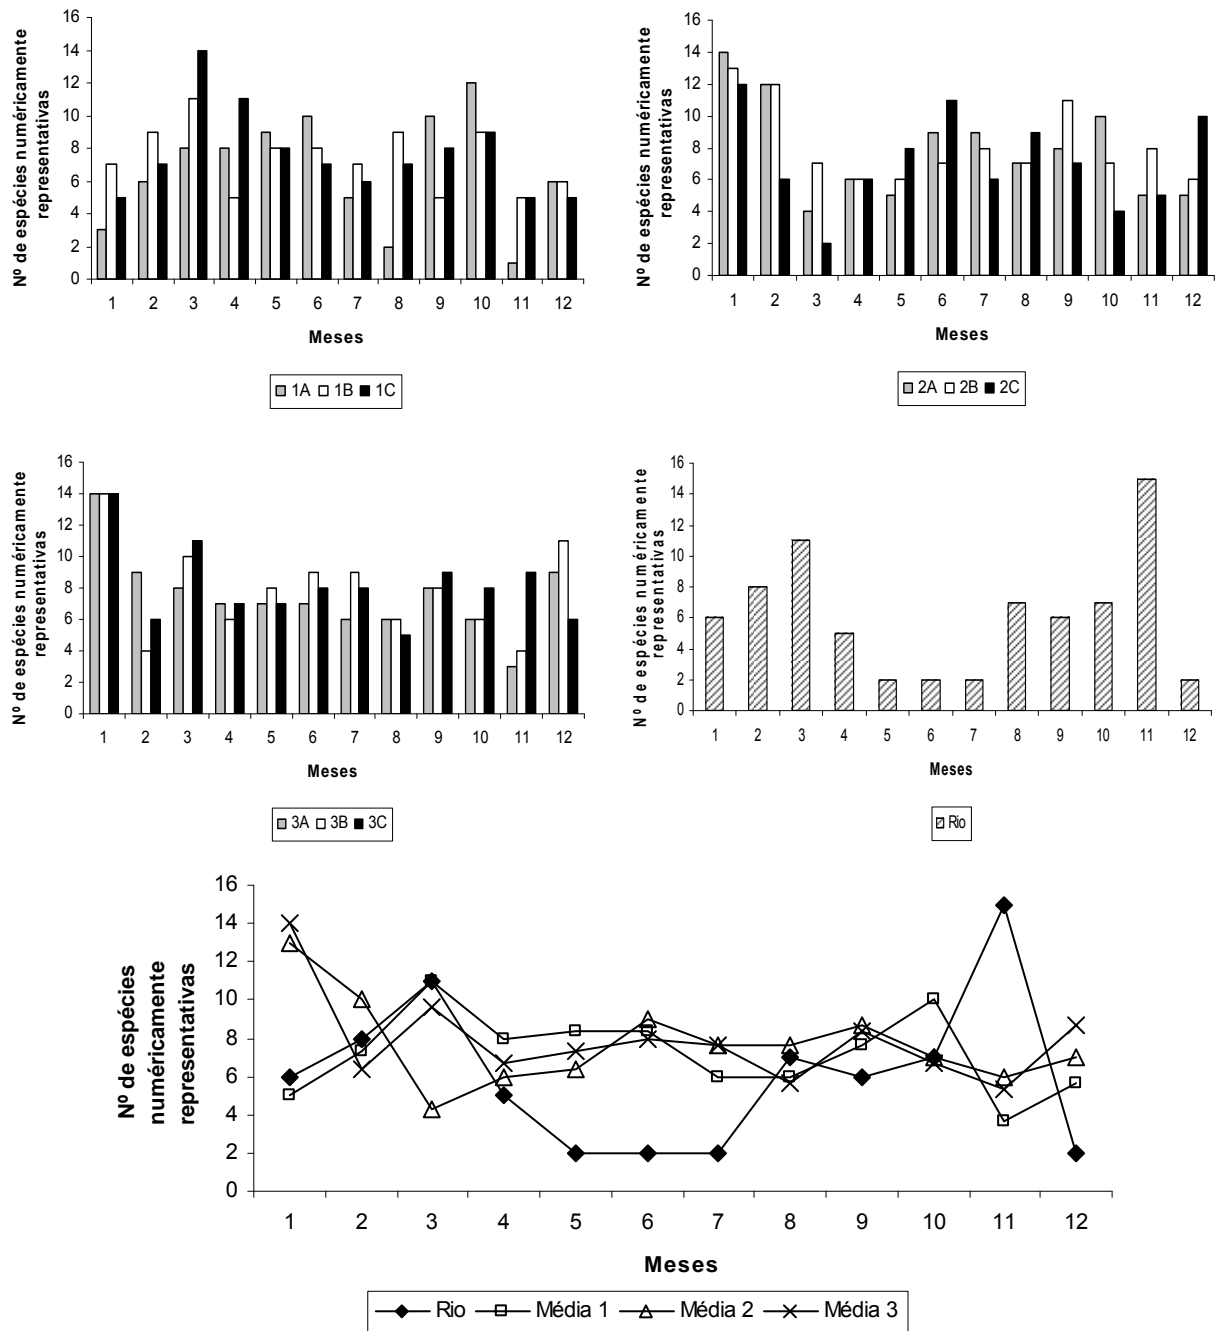 Nº de espécies numéricamente
representativas
16
14
12
10
8
6
4
2
0
1 2 3 4 5 6 7 8 9 10 11 12
Meses
1A 1B 1C
Nº de espécies numéricamente
representativas
16
14
12
10
8
6
4
2
0
1 2 3 4 5 6 7 8 9 10 11 12
Meses
2A 2B 2C
Nº de espécies numéricamente
representativas
16
14
12
10
8
6
4
2
0
1 2 3 4 5 6 7 8 9 10 11 12
Meses
3A 3B 3C
Nº de espécies numéricamente
representativas
16
14
12
10
8
6
4
2
0
1 2 3 4 5 6 7 8 9 10 11 12
Meses
Rio
Nº de espécies
numéricamente
representativas
16
14
12
10
8
6
4
2
0
1 2 3 4 5 6 7 8 9 10 11 12
Meses
Rio Média 1 Média 2 Média 3